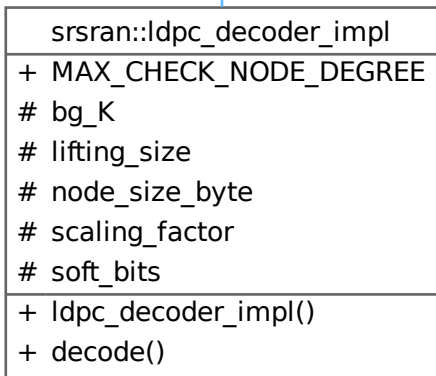 srsran::ldpc_decoder_impl
+ MAX_CHECK_NODE_DEGREE
# bg_K
# lifting_size
# node_size_byte
# scaling_factor
# soft_bits
+ ldpc_decoder_impl()
+ decode()